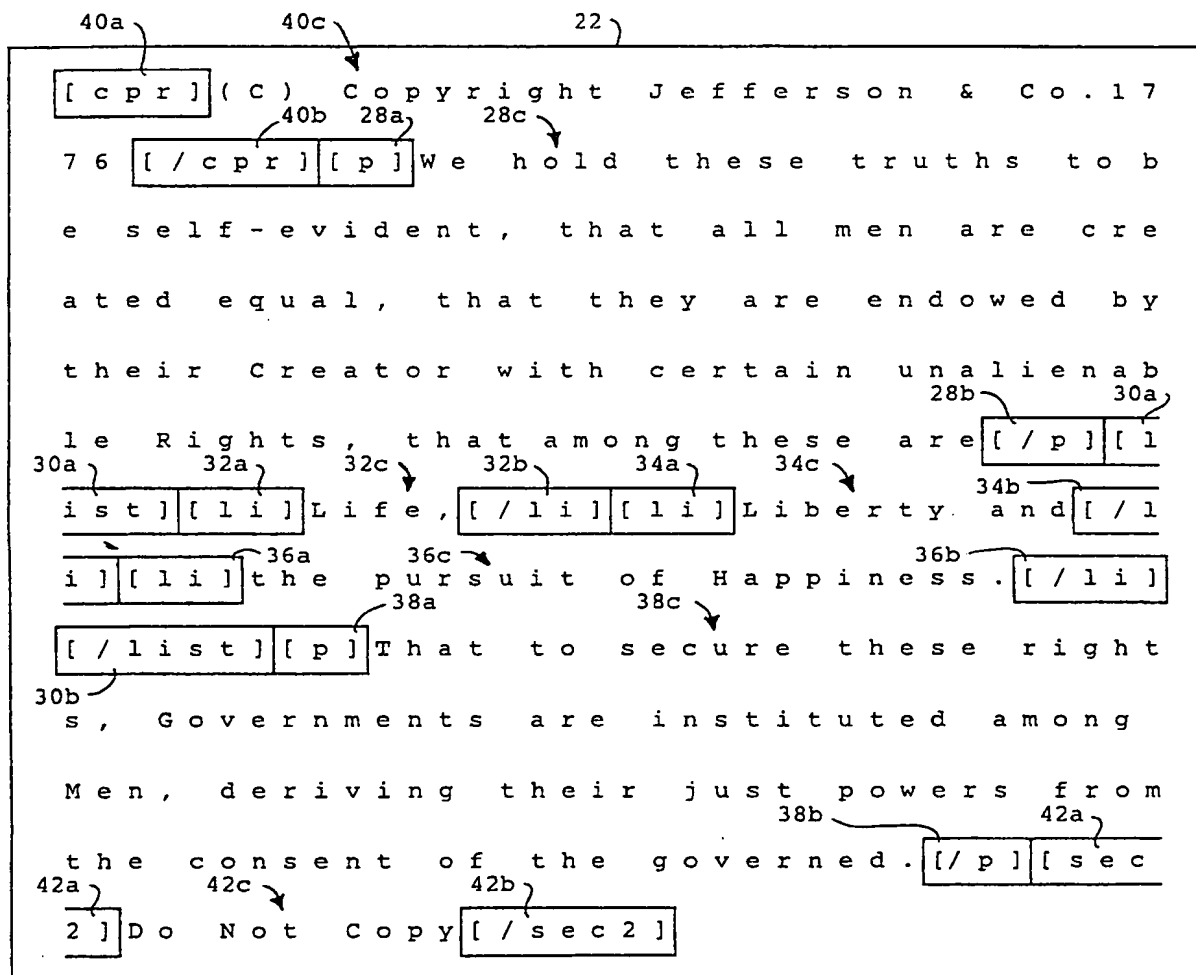 40a 40c 22
[cpr](C) Copyright Jefferson & Co.17
40b 28a 28c
76 [/cpr][p]We hold these truths to b
e self-evident, that all men are cre
ated equal, that they are endowed by
their Creator with certain unalienab
28b 30a
le Rights, that among these are[/p][l
30a 32a 32c 32b 34a 34c 34b
ist][li]Life,[/li][li]Liberty and[/l
36a 36c 36b
i][li]the pursuit of Happiness.[/li]
38a 38c
[/list][p]That to secure these right
30b
s, Governments are instituted among
Men, deriving their just powers from
38b 42a
the consent of the governed.[/p][sec
42a 42c 42b
2]Do Not Copy[/sec2]